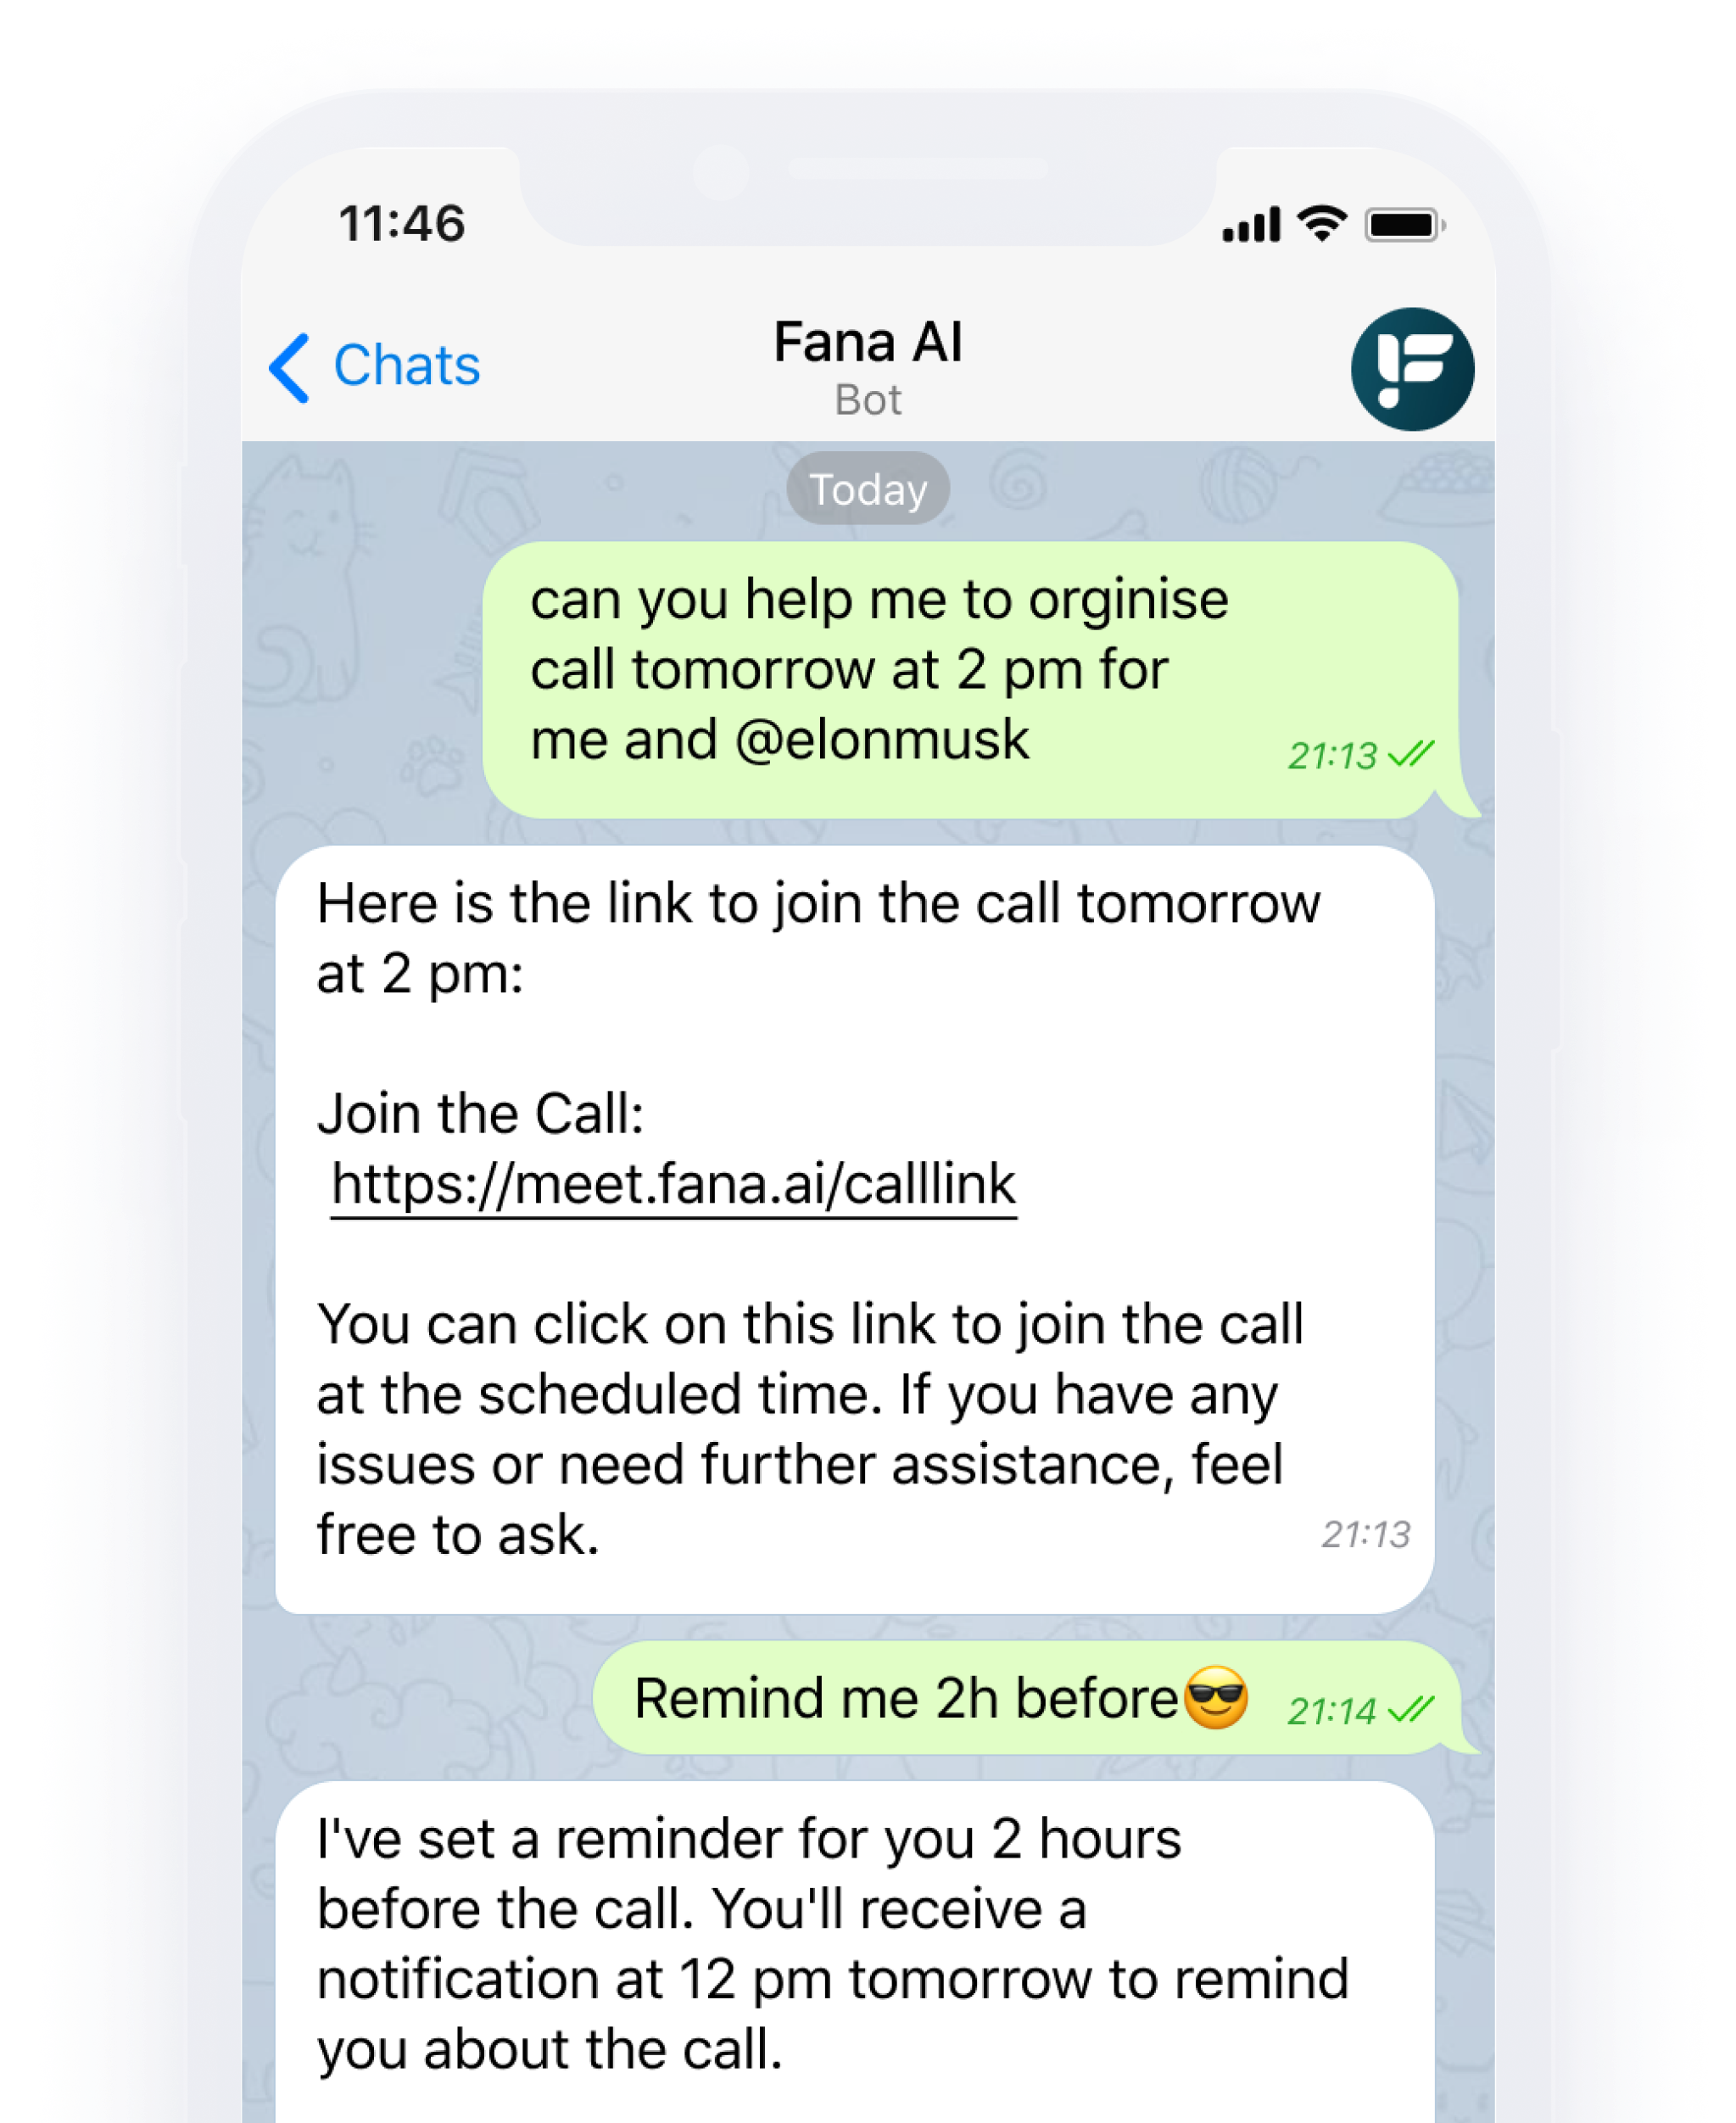 11:46
Chats
Fana AI
Bot
Today
can you help me to orginise
call tomorrow at 2 pm for
me and @elonmusk
21:13
Here is the link to join the call tomorrow
at 2 pm:
Join the Call:
https://meet.fana.ai/calllink
You can click on this link to join the call
at the scheduled time. If you have any
issues or need further assistance, feel
free to ask.
21:13
Remind me 2h before😎 21:14
I've set a reminder for you 2 hours
before the call. You'll receive a
notification at 12 pm tomorrow to remind
you about the call.